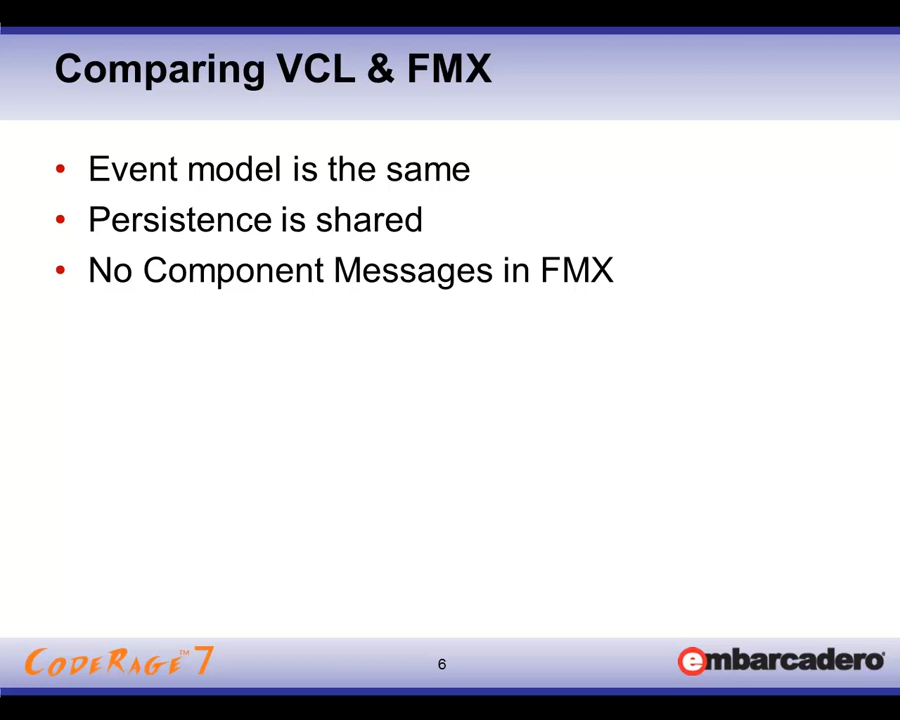 Comparing VCL & FMX
• Event model is the same
• Persistence is shared
• No Component Messages in FMX
CODERAGE™ 7
6
embarcadero